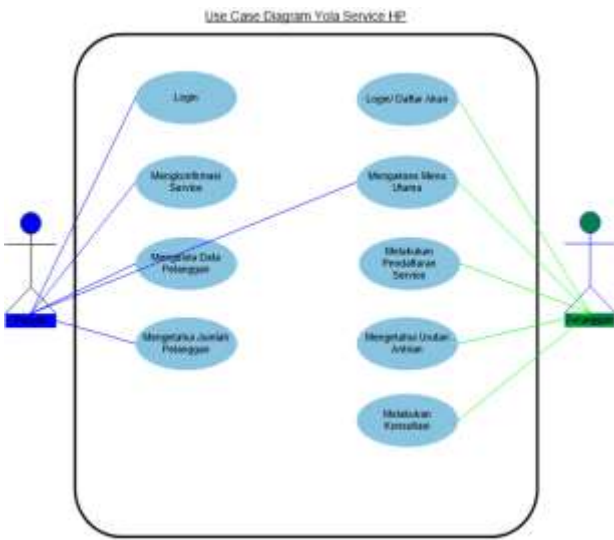 Use Case Diagram Yola Service HP
Login
Login/ Daftar Akun
Mengkonfirmasi
Service
Mengakses Menu
Utama
Data
Pelanggan
Melakukan
Pendaftaran
Service
Mengetahui Jumlah
Pelanggan
Mengetahui Urutan
Antrian
Melakukan
Konsultasi
Pelanggan